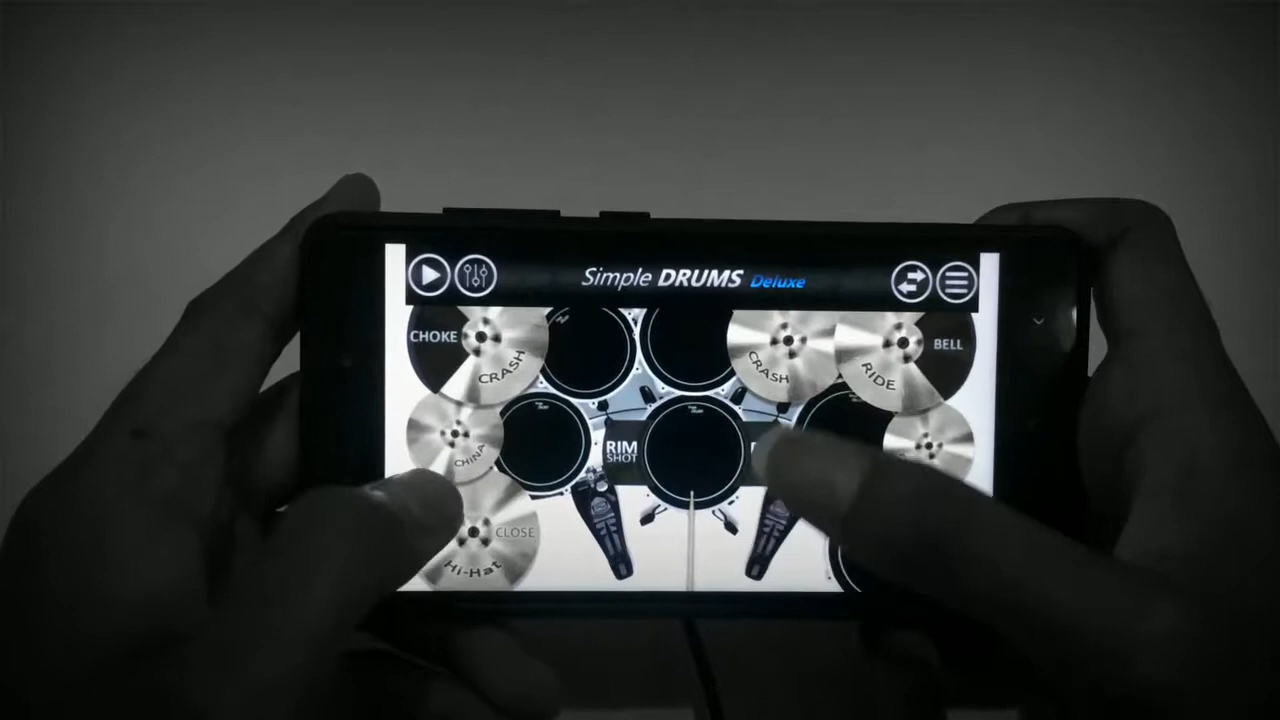 Simple DRUMS Deluxe
CHOKE
CRASH
CRASH
RIDE
BELL
CHINA
RIM
SHOT
CLOSE
Hi-Hat